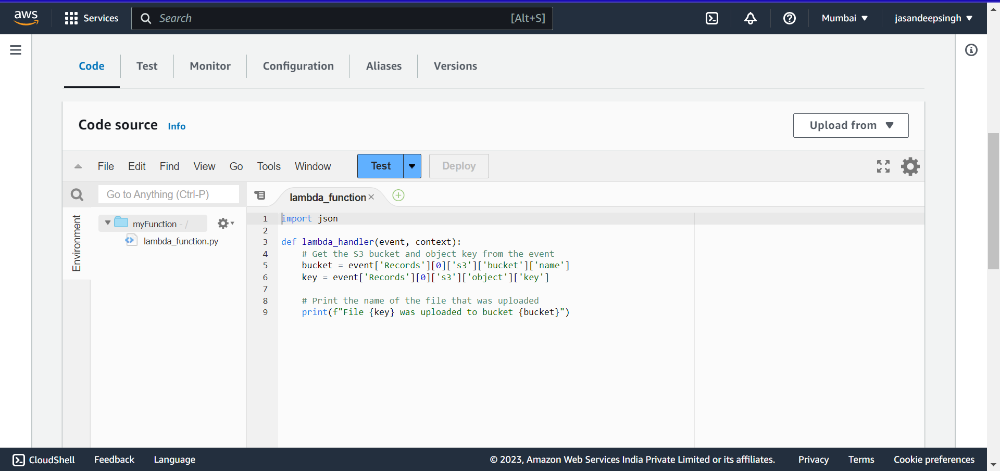 aws Services Search [Alt+S] Mumbai jasandeepsingh
Code Test Monitor Configuration Aliases Versions
Code source Info Upload from
File Edit Find View Go Tools Window Test Deploy
Go to Anything (Ctrl-P) lambda_function
Environment
myFunction - /
lambda_function.py
1 import json
2
3 def lambda_handler(event, context):
4     # Get the S3 bucket and object key from the event
5     bucket = event['Records'][0]['s3']['bucket']['name']
6     key = event['Records'][0]['s3']['object']['key']
7
8     # Print the name of the file that was uploaded
9     print(f"File {key} was uploaded to bucket {bucket}")
CloudShell Feedback Language © 2023, Amazon Web Services India Private Limited or its affiliates. Privacy Terms Cookie preferences